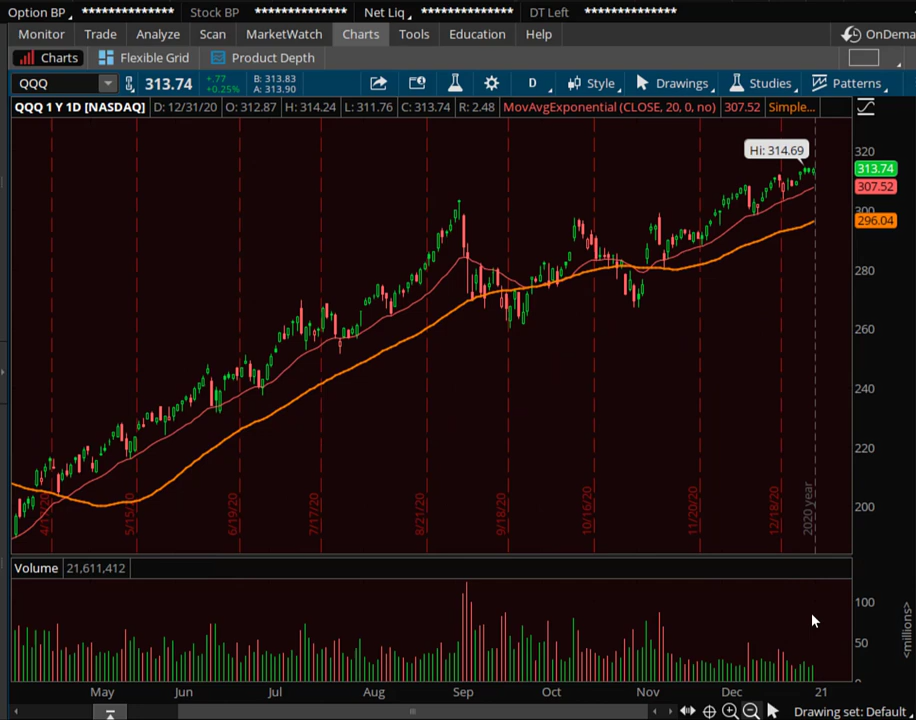 Option BP ************** Stock BP ************** Net Liq ************** DT Left **************
Monitor Trade Analyze Scan MarketWatch Charts Tools Education Help OnDema
Charts Flexible Grid Product Depth
QQQ 313.74 +.77 +0.25% B: 313.83 A: 313.90 D Style Drawings Studies Patterns
QQQ 1 Y 1D [NASDAQ] D: 12/31/20 O: 312.87 H: 314.24 L: 311.76 C: 313.74 R: 2.48 MovAvgExponential (CLOSE, 20, 0, no) 307.52 Simple...
Hi: 314.69
320
313.74
307.52
300
296.04
280
260
240
220
200
5/15/20 6/19/20 7/17/20 8/21/20 9/18/20 10/16/20 11/20/20 12/18/20 2020 year
Volume 21,611,412
100
50
0
<millions>
May Jun Jul Aug Sep Oct Nov Dec 21
Drawing set: Default